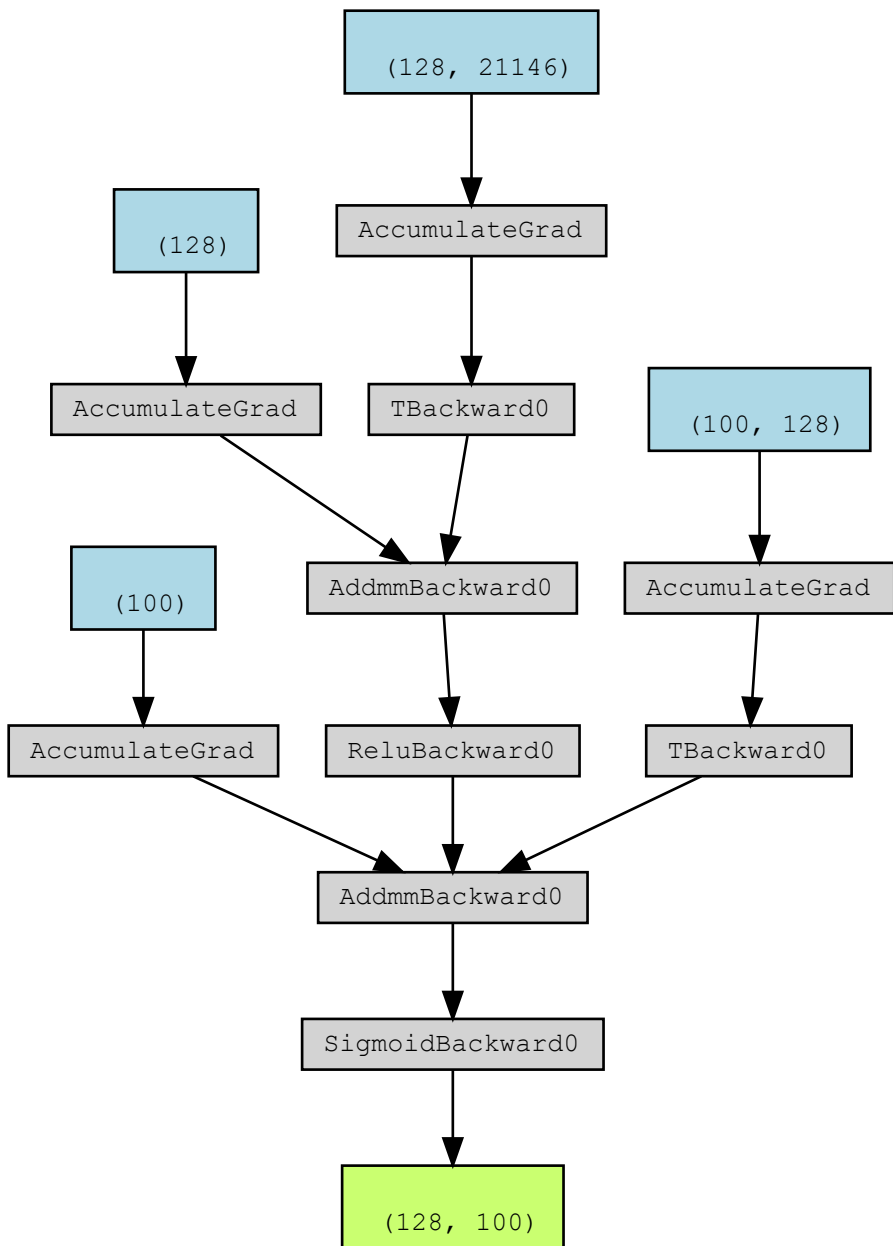 (128, 21146)
AccumulateGrad
(128)
AccumulateGrad
TBackward0
(100, 128)
AddmmBackward0
AccumulateGrad
(100)
AccumulateGrad
ReluBackward0
TBackward0
AddmmBackward0
SigmoidBackward0
(128, 100)